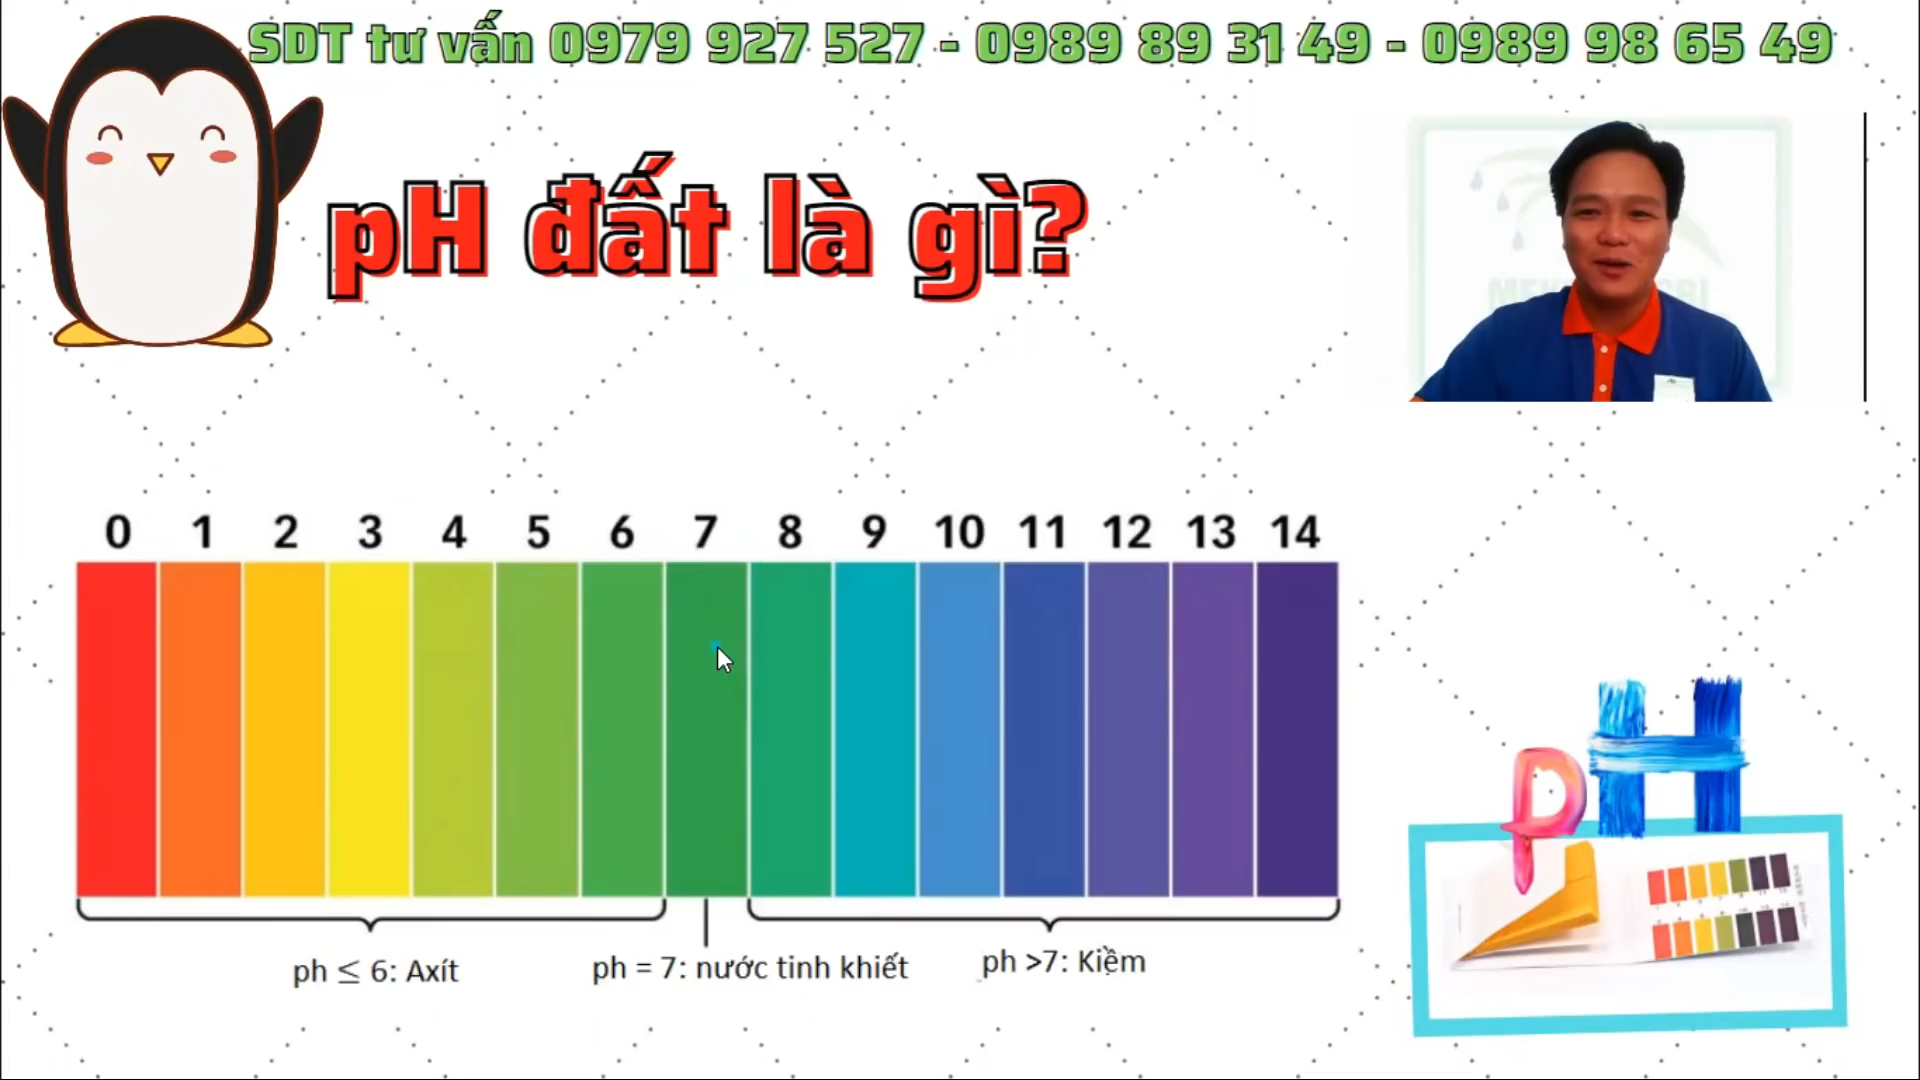 SDT tư vấn 0979 927 527 - 0989 89 31 49 - 0989 98 65 49
pH đất là gì?
0 1 2 3 4 5 6 7 8 9 10 11 12 13 14
pH
ph ≤ 6: Axít
ph = 7: nước tinh khiết
ph >7: Kiềm